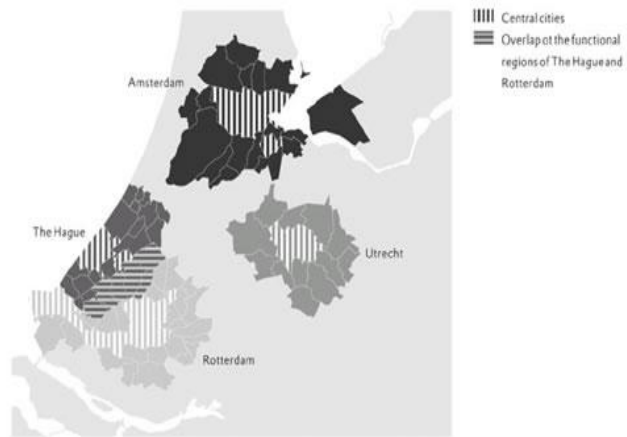 Central cities
Overlap ot the functional
regions of The Hague and
Rotterdam
Amsterdam
The Hague
Utrecht
Rotterdam